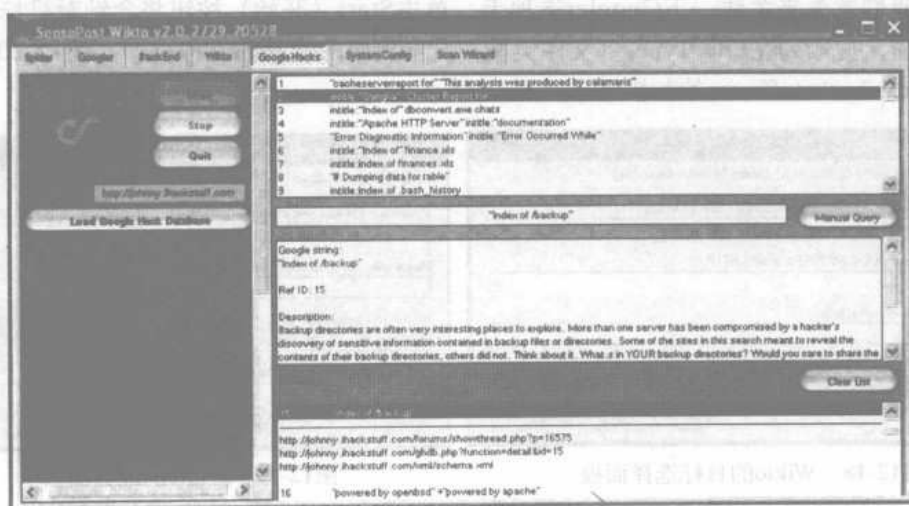 SensePost Wikto v2.0.2729.20528
Spider Googler BackEnd Wikto GoogleHacks SystemConfig Scan Wizard
Stop
Quit
http://johnny.ihackstuff.com
Load Google Hack Database
1 "cacheserverreport for" "This analysis was produced by calamaris"
3 intitle:"Index of" dbconvert.exe chats
4 intitle:"Apache HTTP Server" intitle:"documentation"
5 "Error Diagnostic Information" intitle:"Error Occurred While"
6 intitle:"Index of" finance.xls
7 intitle:index.of finances.xls
8 "# Dumping data for table"
9 intitle:index.of .bash_history
"Index of /backup"
Manual Query
Google string:
"Index of /backup"
Ref ID: 15
Description:
Backup directories are often very interesting places to explore. More than one server has been compromised by a hacker's
discovery of sensitive information contained in backup files or directories. Some of the sites in this search meant to reveal the
contents of their backup directories, others did not. Think about it. What.s in YOUR backup directories? Would you care to share the
Clear List
15 "Index of /backup"
http://johnny.ihackstuff.com/forums/showthread.php?p=16575
http://johnny.ihackstuff.com/ghdb.php?function=detail&id=15
http://johnny.ihackstuff.com/xml/schema.xml
16 "powered by openbsd" +"powered by apache"